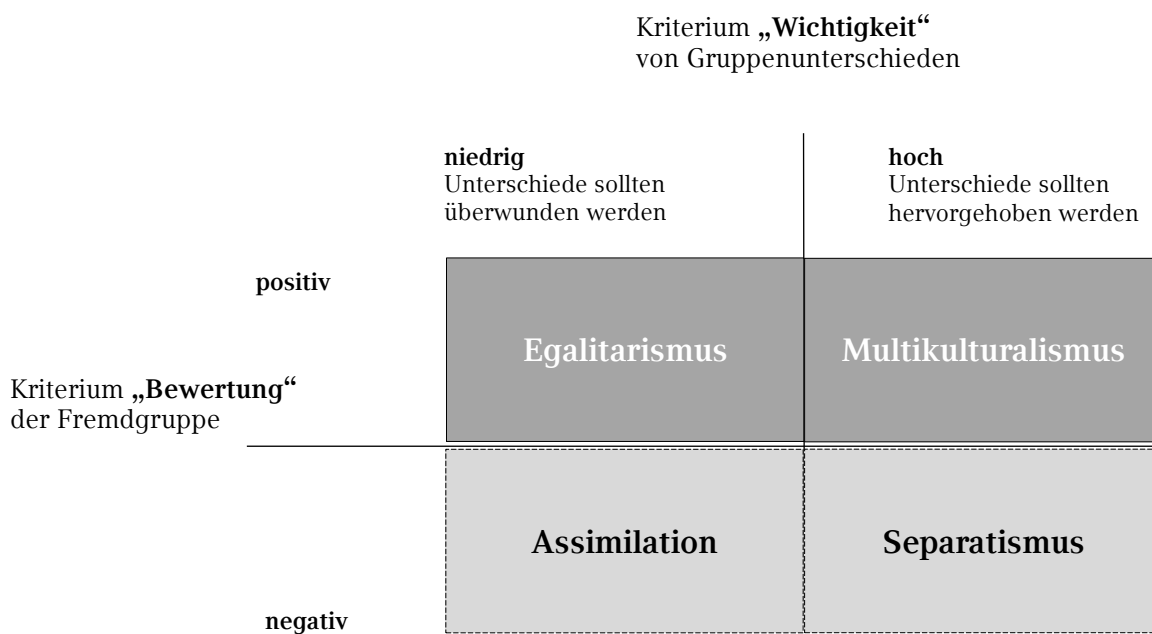 Kriterium „Wichtigkeit“
von Gruppenunterschieden
niedrig
Unterschiede sollten
überwunden werden
hoch
Unterschiede sollten
hervorgehoben werden
positiv
Egalitarismus
Multikulturalismus
Kriterium „Bewertung“
der Fremdgruppe
Assimilation
Separatismus
negativ